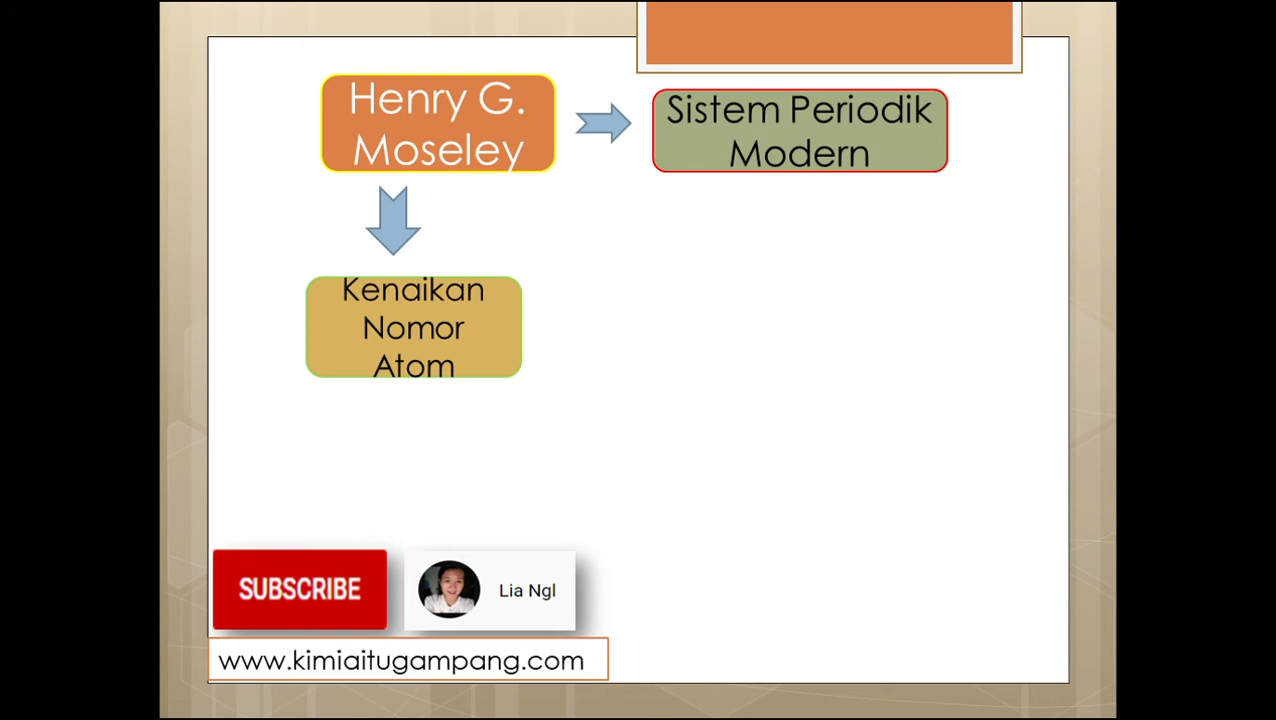 Henry G.
Moseley
Sistem Periodik
Modern
Kenaikan
Nomor
Atom
SUBSCRIBE
Lia Ngl
www.kimiaitugampang.com